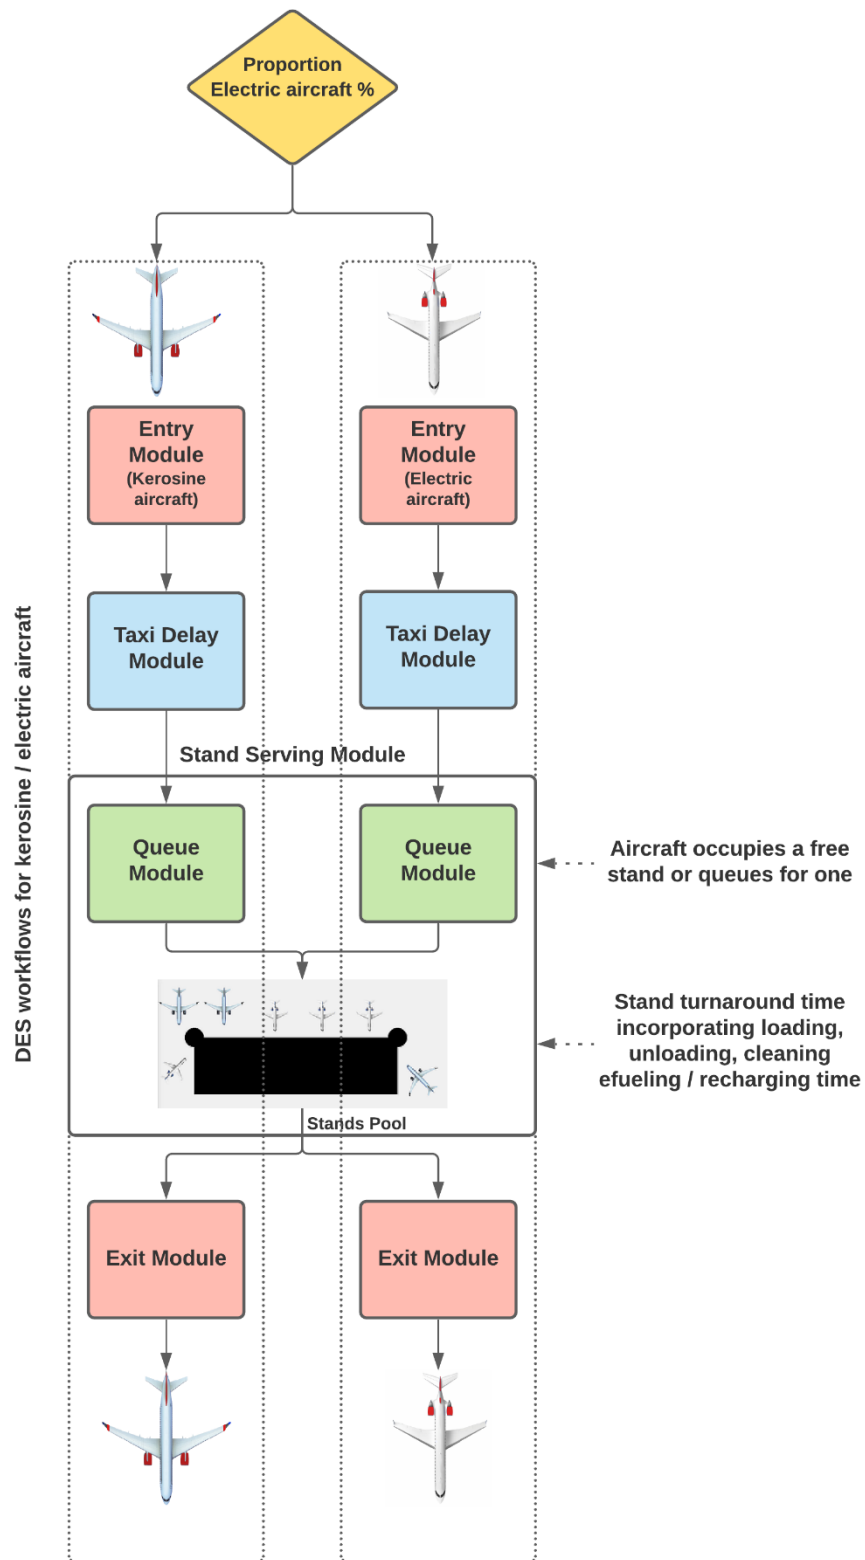 Proportion
Electric aircraft %
Entry
Module
(Kerosine
aircraft)
Entry
Module
(Electric
aircraft)
Taxi Delay
Module
Taxi Delay
Module
DES workflows for kerosine / electric aircraft
Stand Serving Module
Queue
Module
Queue
Module
Aircraft occupies a free
stand or queues for one
Stand turnaround time
incorporating loading,
unloading, cleaning
efueling / recharging time
Stands Pool
Exit Module
Exit Module